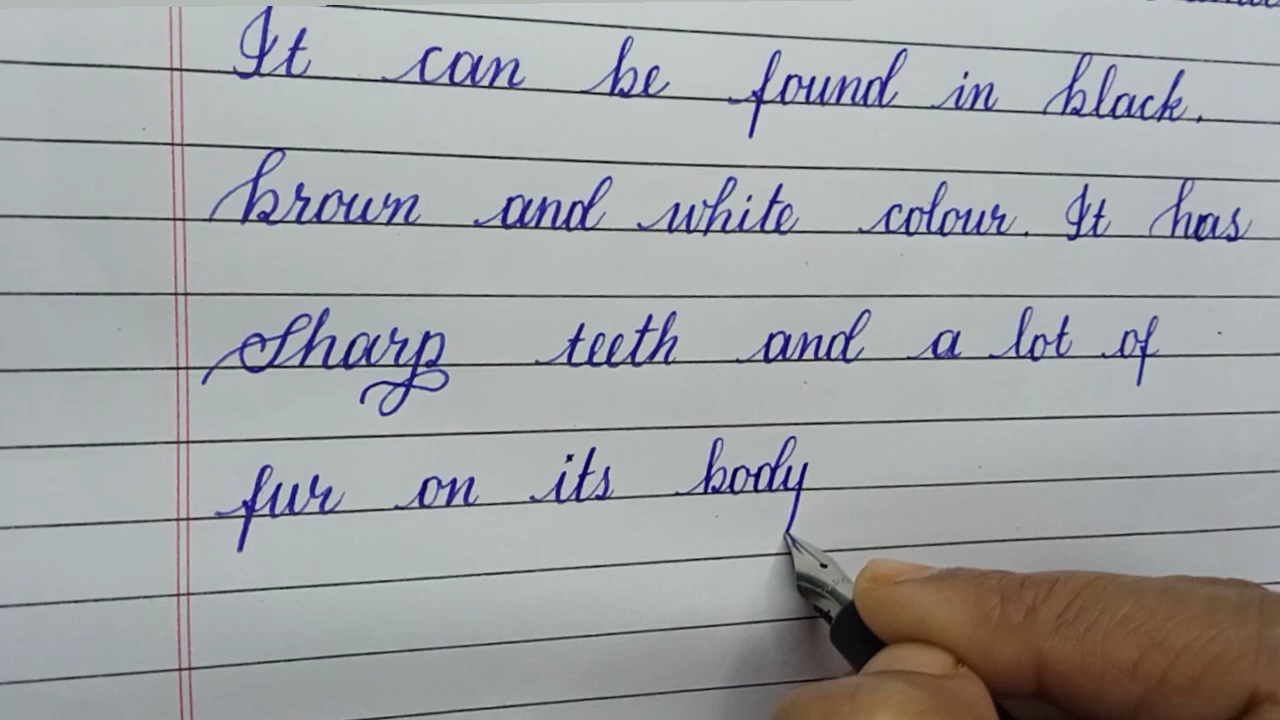 It can be found in black.
brown and white colour. It has
Sharp teeth and a lot of
fur on its body